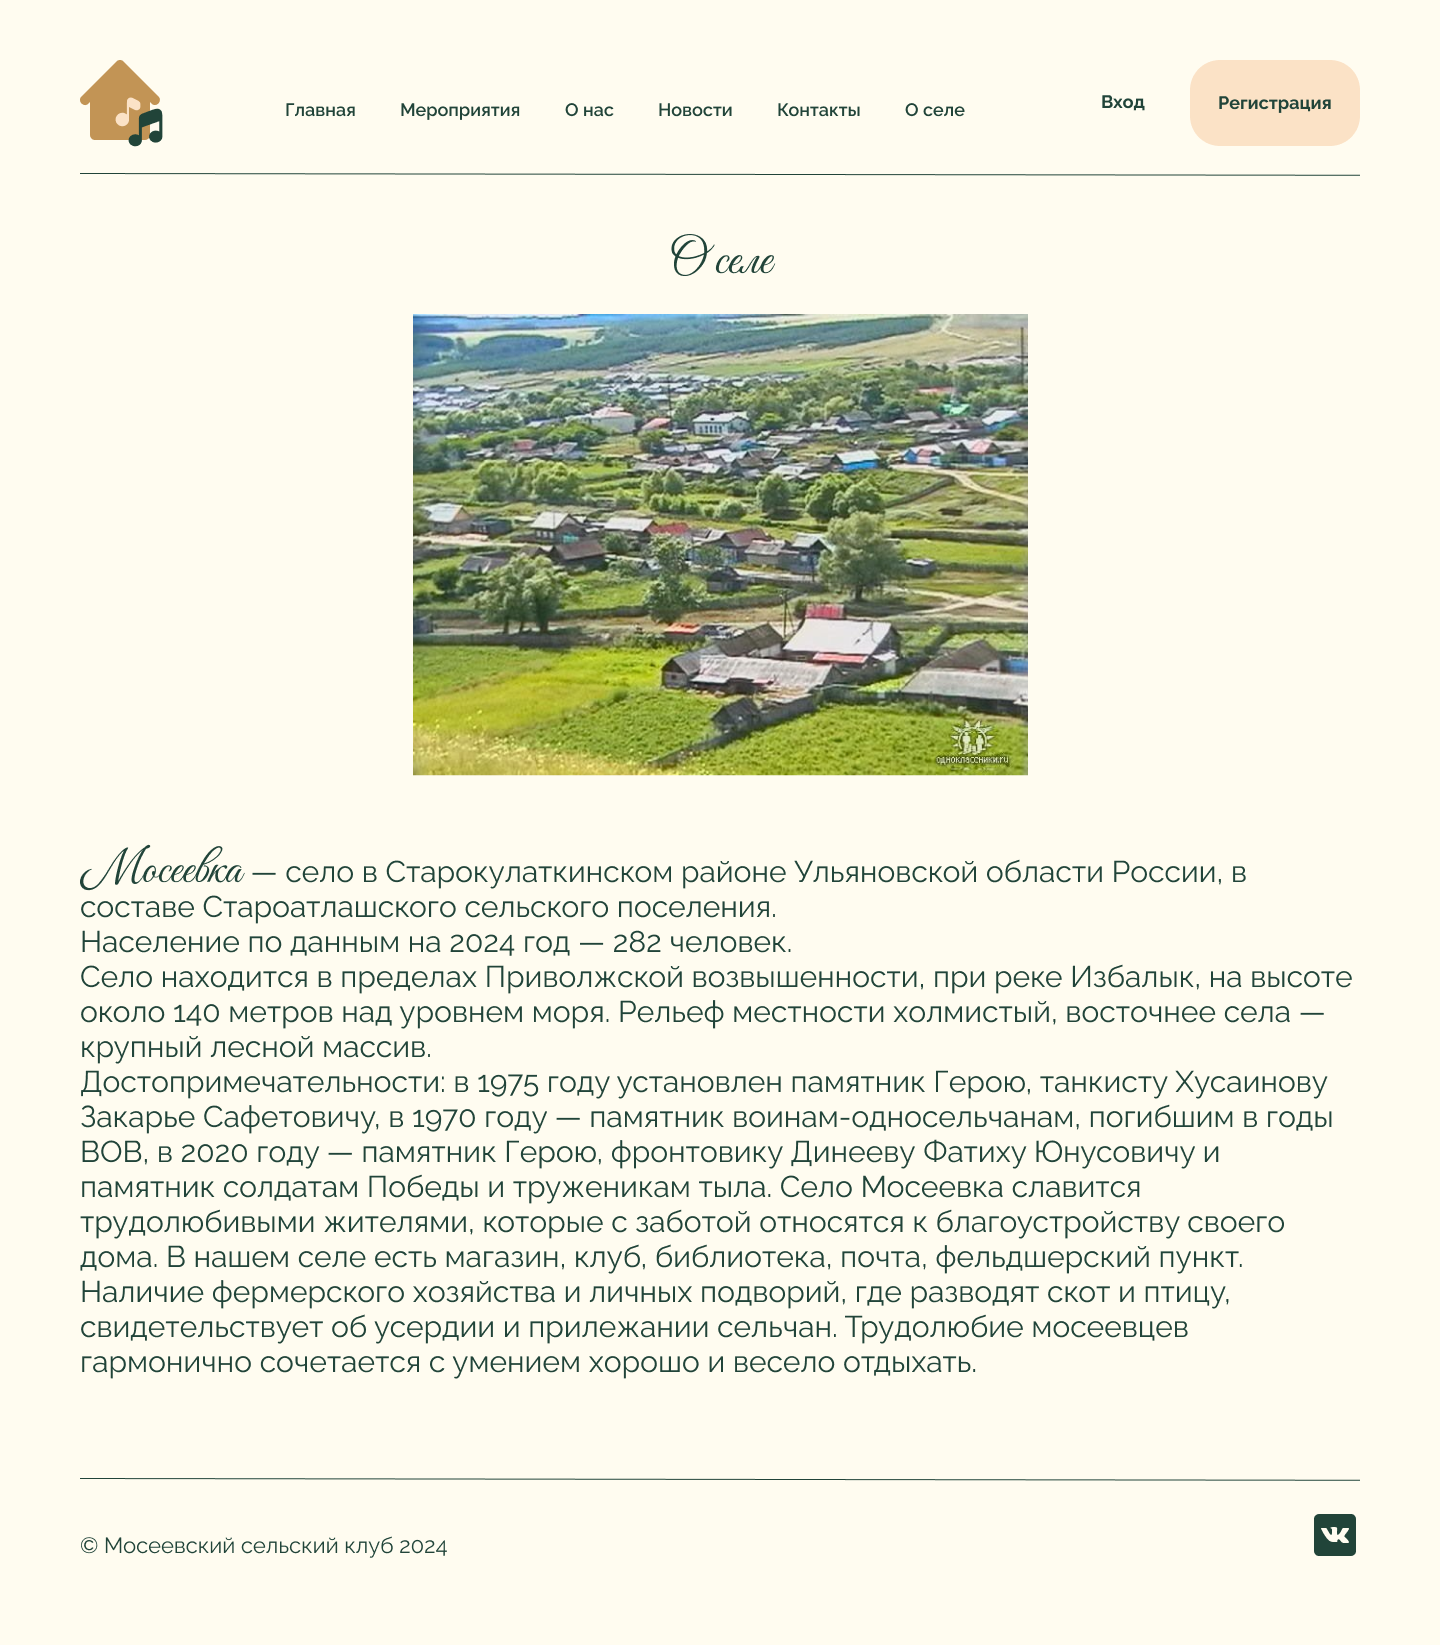 Главная Мероприятия О нас Новости Контакты О селе Вход Регистрация
О селе
одноклассники.ru
Мосеевка — село в Старокулаткинском районе Ульяновской области России, в
составе Староатлашского сельского поселения.
Население по данным на 2024 год — 282 человек.
Село находится в пределах Приволжской возвышенности, при реке Избалык, на высоте
около 140 метров над уровнем моря. Рельеф местности холмистый, восточнее села —
крупный лесной массив.
Достопримечательности: в 1975 году установлен памятник Герою, танкисту Хусаинову
Закарье Сафетовичу, в 1970 году — памятник воинам-односельчанам, погибшим в годы
ВОВ, в 2020 году — памятник Герою, фронтовику Динееву Фатиху Юнусовичу и
памятник солдатам Победы и труженикам тыла. Село Мосеевка славится
трудолюбивыми жителями, которые с заботой относятся к благоустройству своего
дома. В нашем селе есть магазин, клуб, библиотека, почта, фельдшерский пункт.
Наличие фермерского хозяйства и личных подворий, где разводят скот и птицу,
свидетельствует об усердии и прилежании сельчан. Трудолюбие мосеевцев
гармонично сочетается с умением хорошо и весело отдыхать.
© Мосеевский сельский клуб 2024